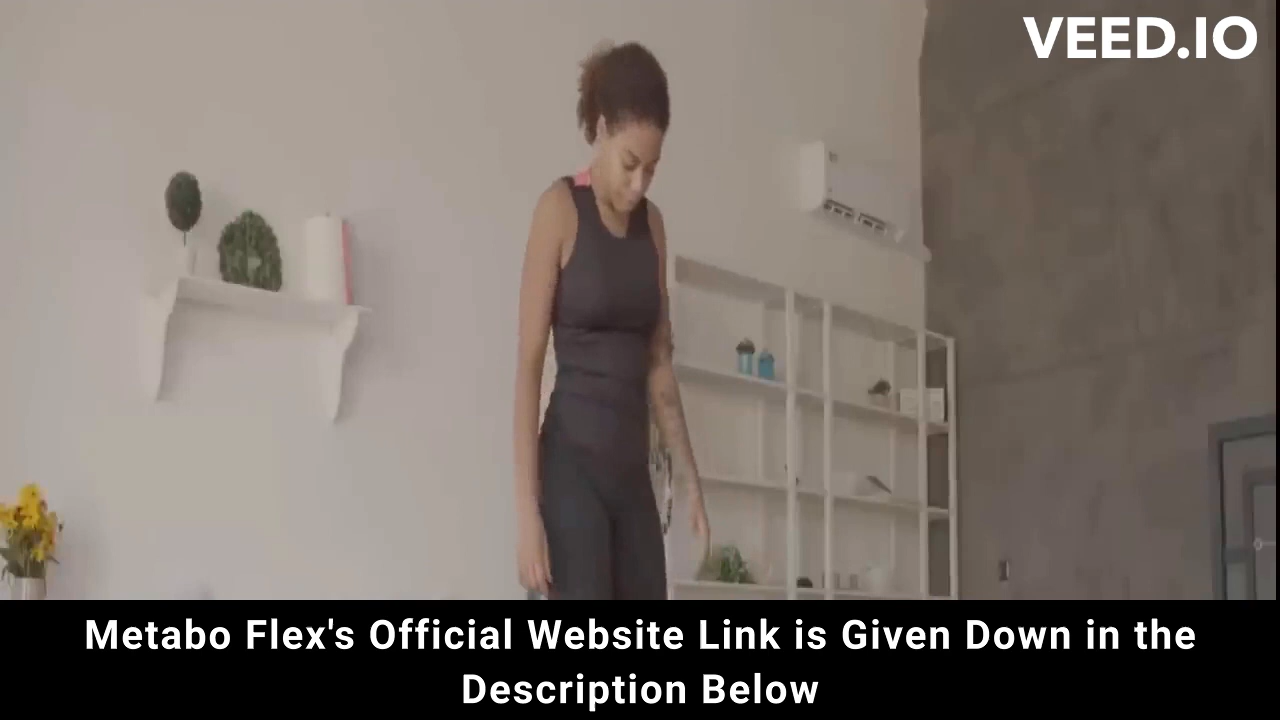 VEED.IO
Metabo Flex's Official Website Link is Given Down in the
Description Below